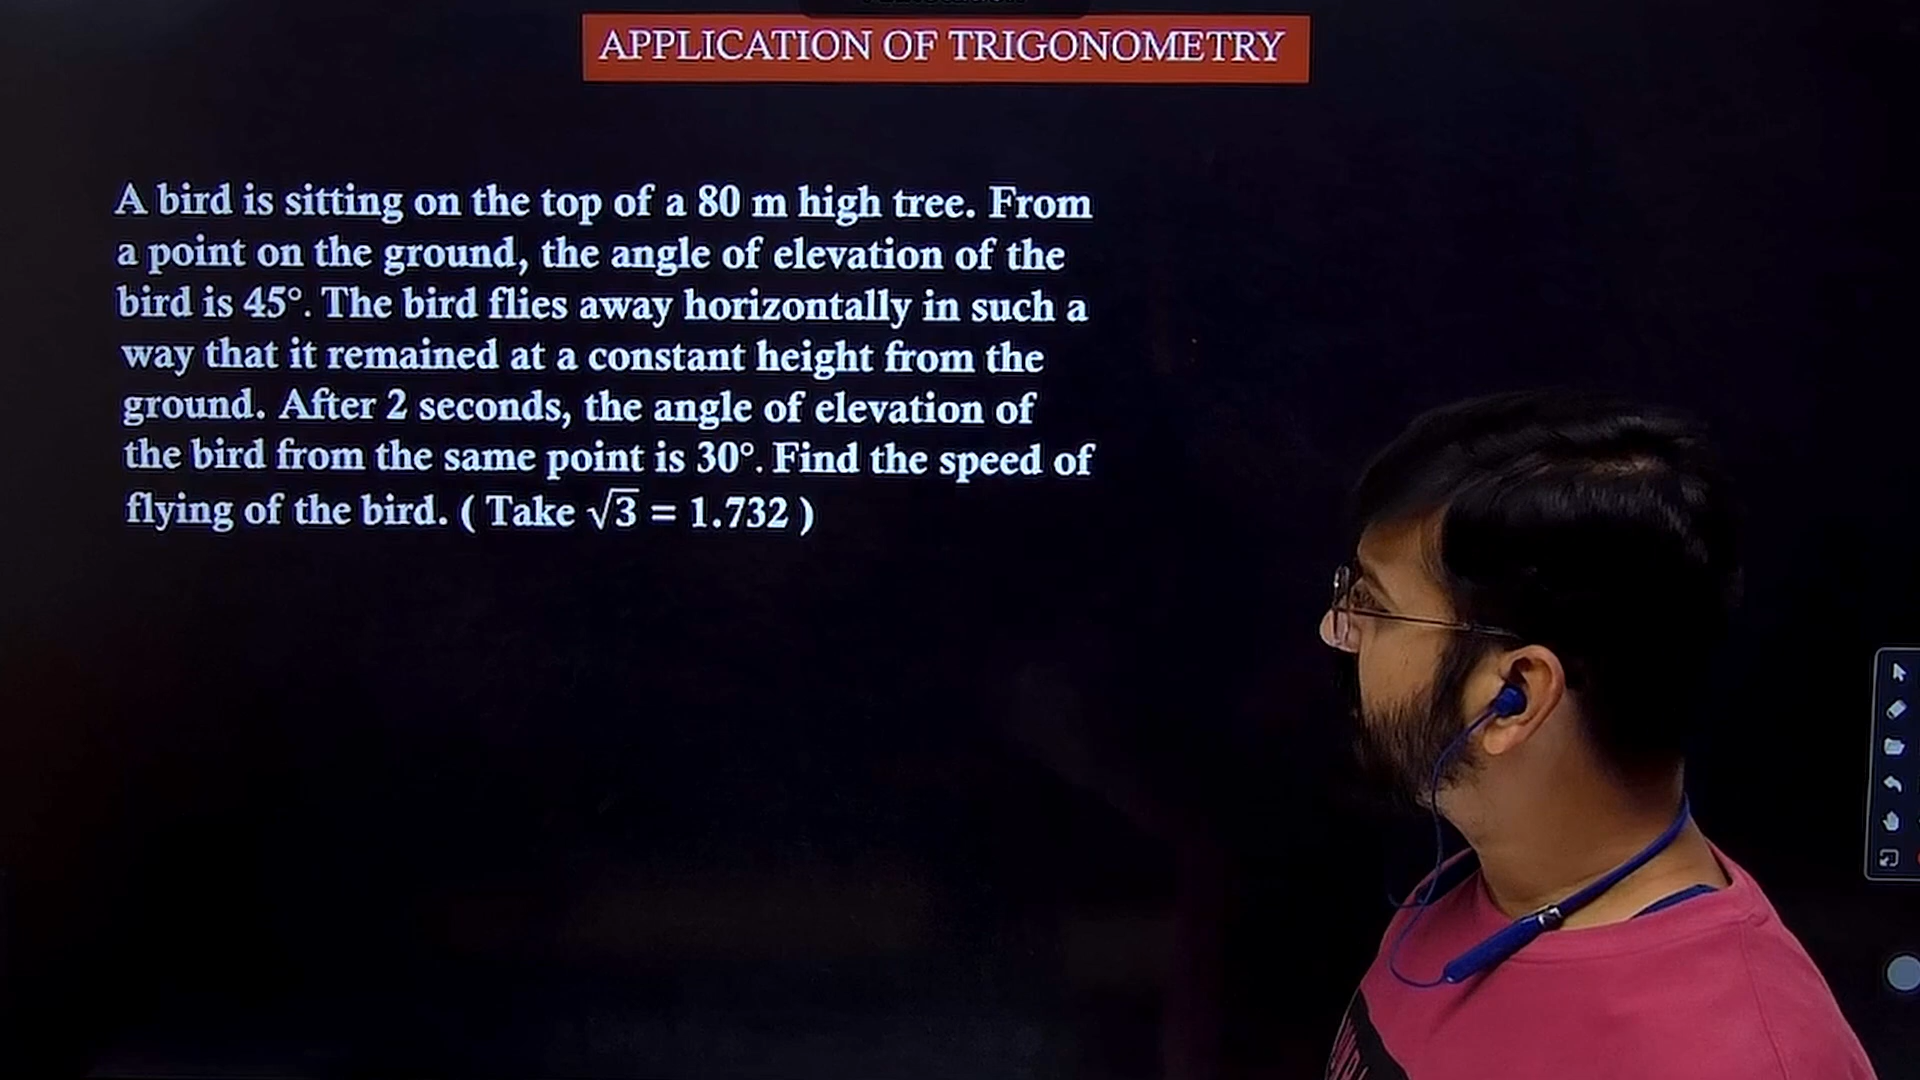 APPLICATION OF TRIGONOMETRY
A bird is sitting on the top of a 80 m high tree. From
a point on the ground, the angle of elevation of the
bird is 45°. The bird flies away horizontally in such a
way that it remained at a constant height from the
ground. After 2 seconds, the angle of elevation of
the bird from the same point is 30°. Find the speed of
flying of the bird. ( Take √3 = 1.732 )